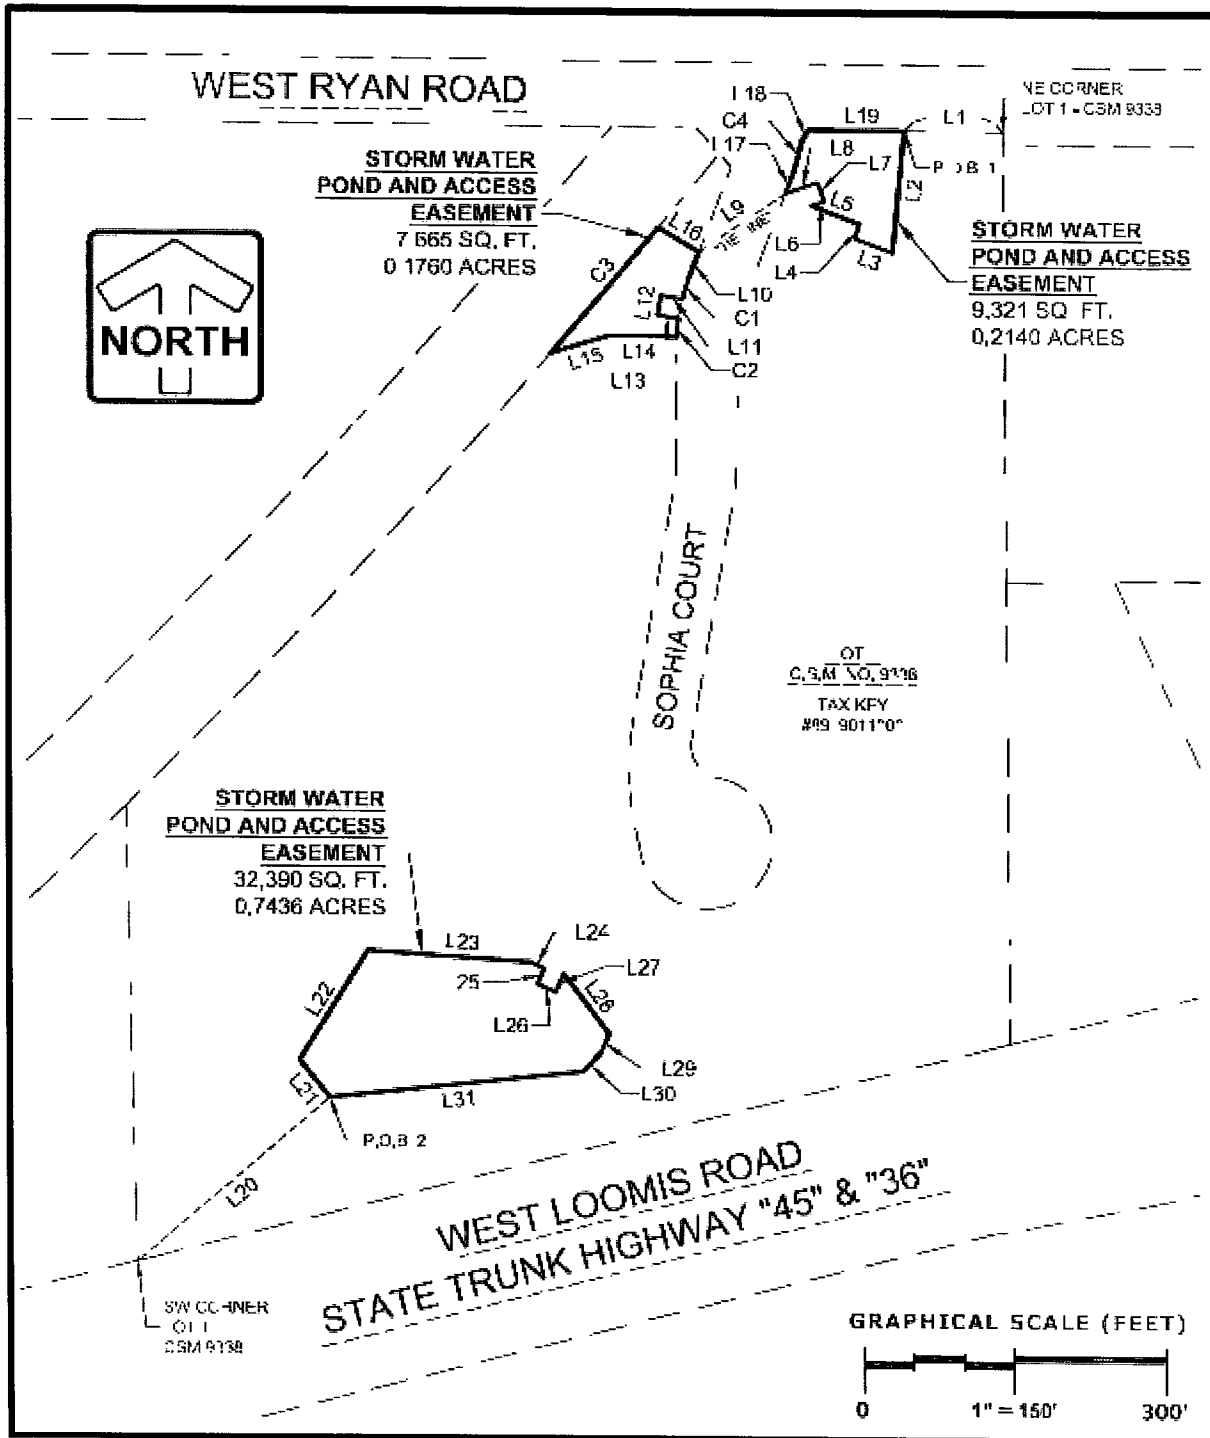 WEST RYAN ROAD
L18
C4
L17
L19
L1
NE CORNER
LOT 1 - CSM 9338
L8
L7
P.O.B 1
L2
L9
TIE LINE
L5
L6
L4
L3
STORM WATER
POND AND ACCESS
EASEMENT
7 665 SQ. FT.
0 1760 ACRES
L16
C3
L12
L10
C1
L11
C2
L15
L14
L13
STORM WATER
POND AND ACCESS
EASEMENT
9,321 SQ FT.
0,2140 ACRES
NORTH
SOPHIA COURT
OT
C.S.M. NO.
TAX KEY
STORM WATER
POND AND ACCESS
EASEMENT
32,390 SQ. FT.
0,7436 ACRES
L23
L24
25
L27
L26
L28
L22
L21
L29
L30
L31
P.O.B 2
L20
WEST LOOMIS ROAD
STATE TRUNK HIGHWAY "45" & "36"
SW CORNER
CSM 9338
GRAPHICAL SCALE (FEET)
0
1" = 150'
300'